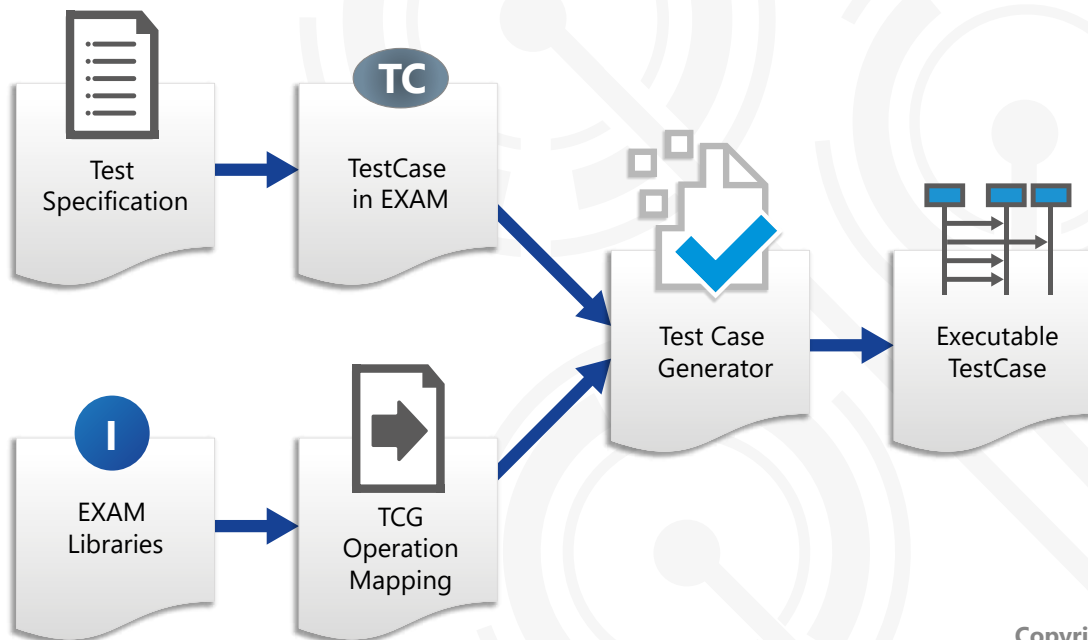 TC
Test
Specification
TestCase
in EXAM
Test Case
Generator
Executable
TestCase
I
EXAM
Libraries
TCG
Operation
Mapping